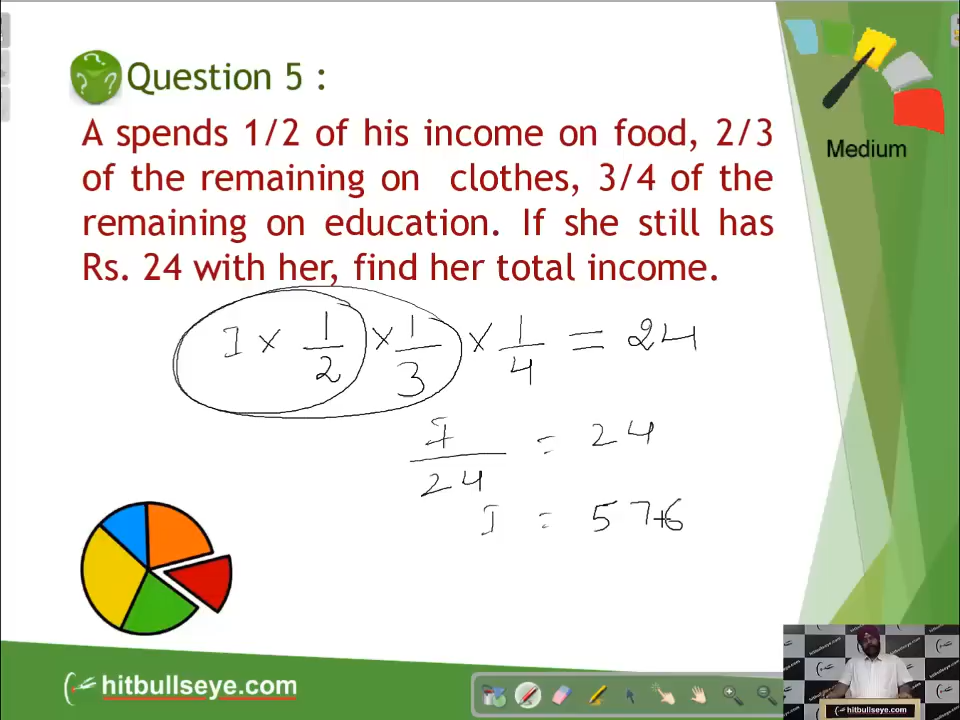 Question 5 :
Medium
A spends 1/2 of his income on food, 2/3
of the remaining on clothes, 3/4 of the
remaining on education. If she still has
Rs. 24 with her, find her total income.
I × 1/2 × 1/3 × 1/4 = 24
I/24 = 24
I = 576
hitbullseye.com
hitbullseye.com